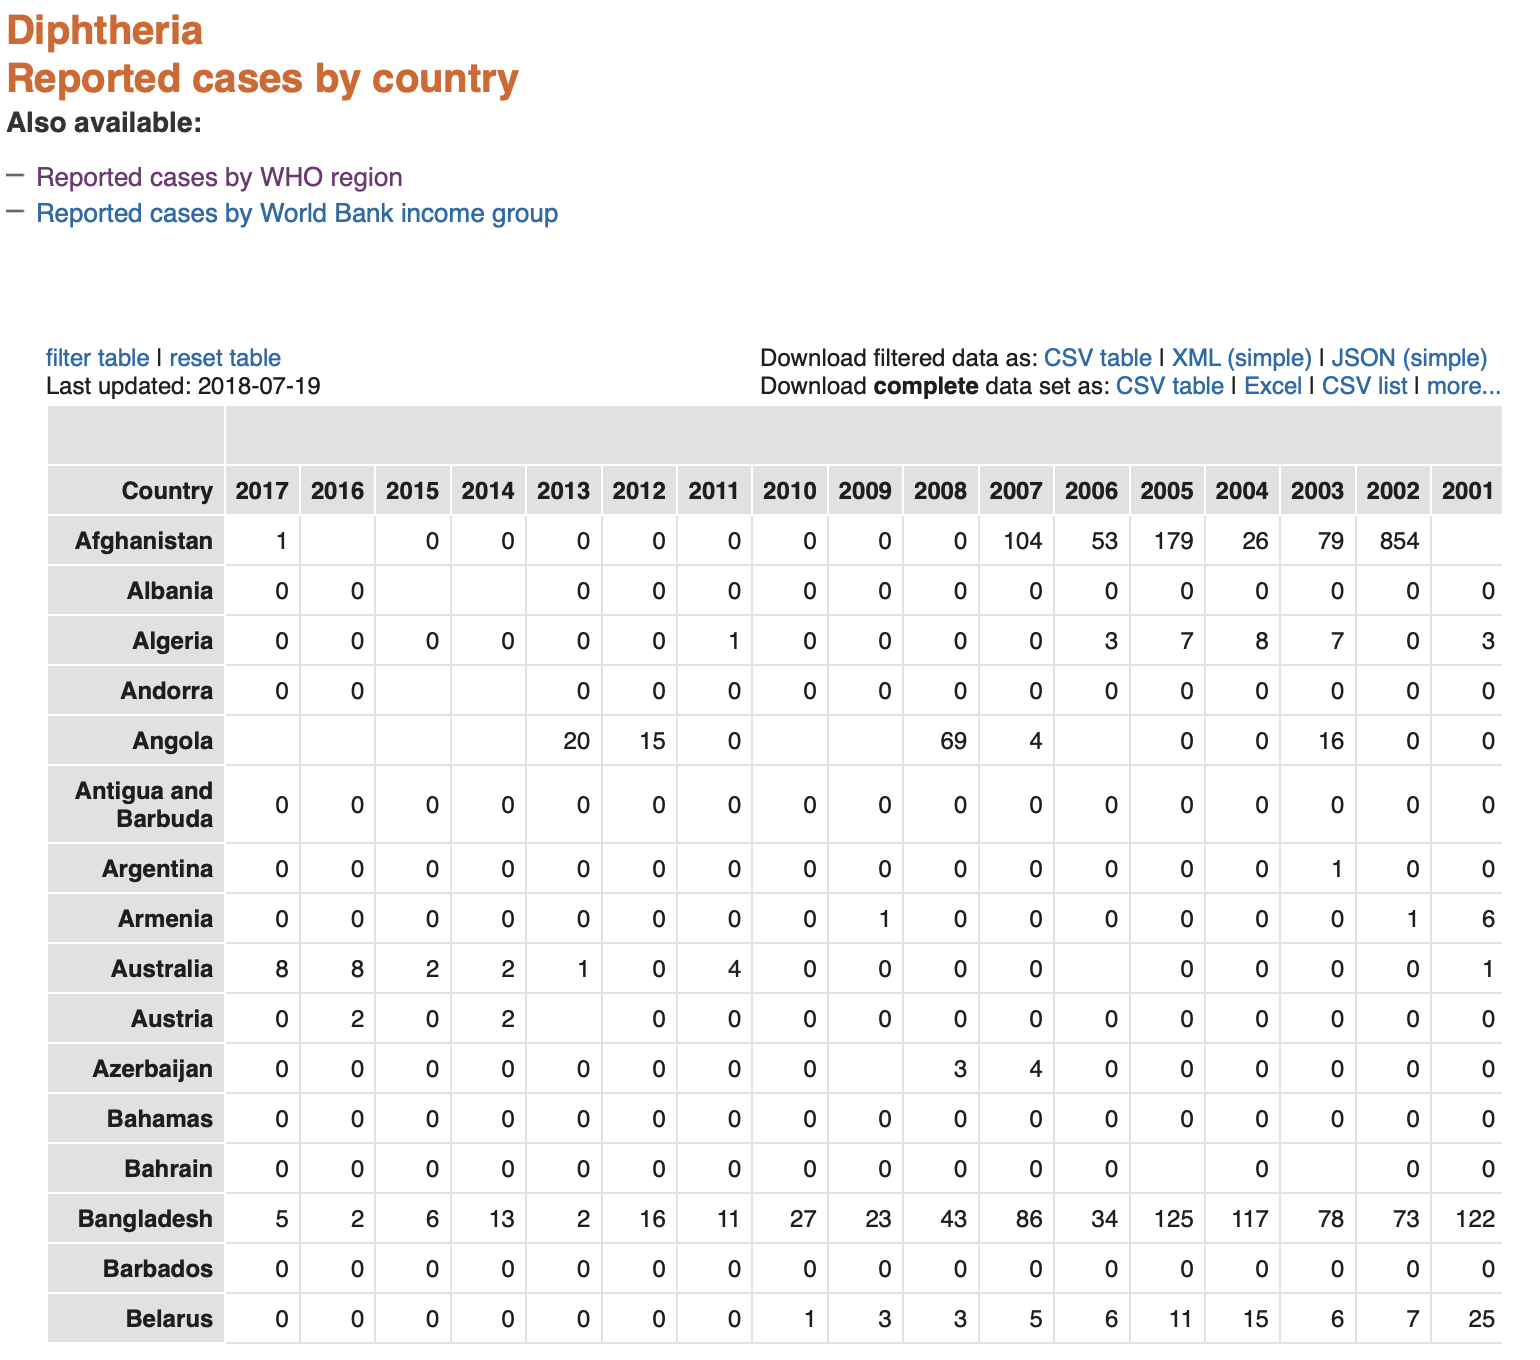 Diphtheria
Reported cases by country
Also available:
– Reported cases by WHO region
– Reported cases by World Bank income group
filter table | reset table
Last updated: 2018-07-19
Download filtered data as: CSV table | XML (simple) | JSON (simple)
Download complete data set as: CSV table | Excel | CSV list | more...
Country 2017 2016 2015 2014 2013 2012 2011 2010 2009 2008 2007 2006 2005 2004 2003 2002 2001
Afghanistan 1 0 0 0 0 0 0 0 0 104 53 179 26 79 854
Albania 0 0 0 0 0 0 0 0 0 0 0 0 0 0 0
Algeria 0 0 0 0 0 0 1 0 0 0 0 3 7 8 7 0 3
Andorra 0 0 0 0 0 0 0 0 0 0 0 0 0 0 0
Angola 20 15 0 69 4 0 0 16 0 0
Antigua and
Barbuda 0 0 0 0 0 0 0 0 0 0 0 0 0 0 0 0 0
Argentina 0 0 0 0 0 0 0 0 0 0 0 0 0 0 1 0 0
Armenia 0 0 0 0 0 0 0 0 1 0 0 0 0 0 0 1 6
Australia 8 8 2 2 1 0 4 0 0 0 0 0 0 0 0 1
Austria 0 2 0 2 0 0 0 0 0 0 0 0 0 0 0 0
Azerbaijan 0 0 0 0 0 0 0 0 3 4 0 0 0 0 0 0
Bahamas 0 0 0 0 0 0 0 0 0 0 0 0 0 0 0 0 0
Bahrain 0 0 0 0 0 0 0 0 0 0 0 0 0 0 0
Bangladesh 5 2 6 13 2 16 11 27 23 43 86 34 125 117 78 73 122
Barbados 0 0 0 0 0 0 0 0 0 0 0 0 0 0 0 0 0
Belarus 0 0 0 0 0 0 0 1 3 3 5 6 11 15 6 7 25